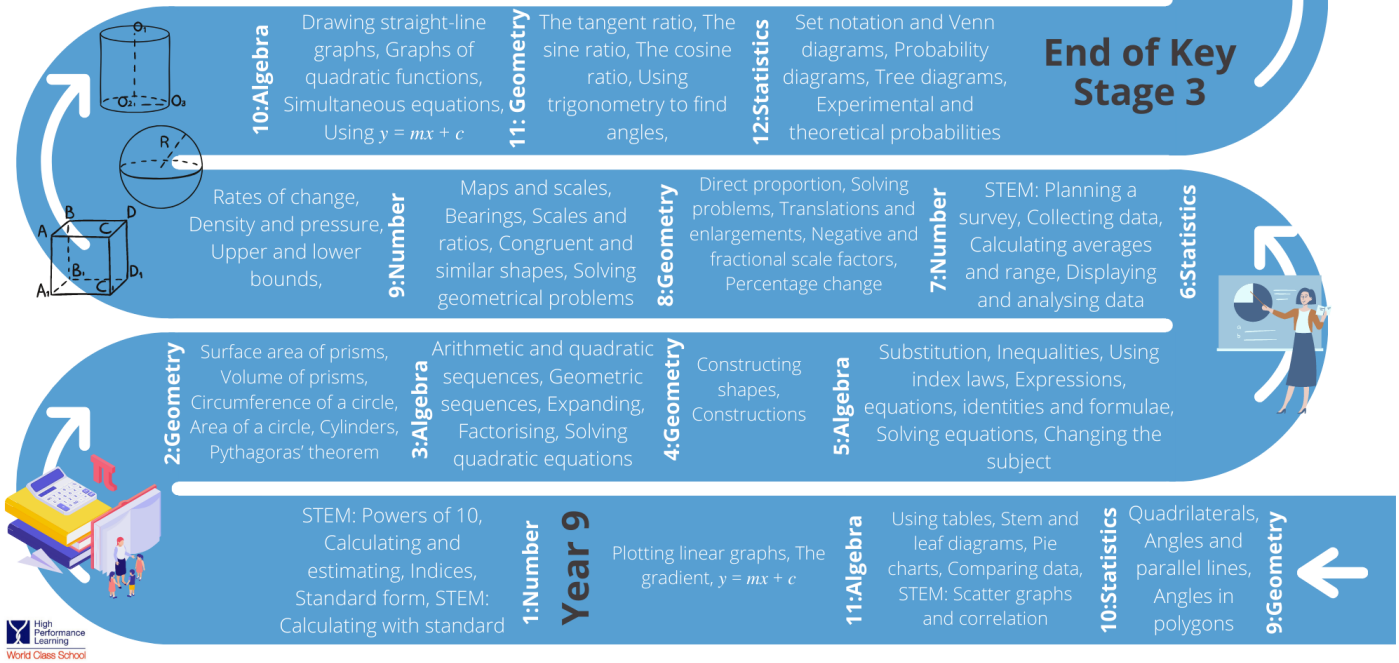 10:Algebra
Drawing straight-line
graphs, Graphs of
quadratic functions,
Simultaneous equations,
Using y = mx + c
11: Geometry
The tangent ratio, The
sine ratio, The cosine
ratio, Using
trigonometry to find
angles,
12:Statistics
Set notation and Venn
diagrams, Probability
diagrams, Tree diagrams,
Experimental and
theoretical probabilities
End of Key
Stage 3
O₁
O₂
O₃
R
B
D
A
C
B₁
D₁
A₁
C₁
Rates of change,
Density and pressure,
Upper and lower
bounds,
9:Number
Maps and scales,
Bearings, Scales and
ratios, Congruent and
similar shapes, Solving
geometrical problems
8:Geometry
Direct proportion, Solving
problems, Translations and
enlargements, Negative and
fractional scale factors,
Percentage change
7:Number
STEM: Planning a
survey, Collecting data,
Calculating averages
and range, Displaying
and analysing data
6:Statistics
2:Geometry
Surface area of prisms,
Volume of prisms,
Circumference of a circle,
Area of a circle, Cylinders,
Pythagoras’ theorem
3:Algebra
Arithmetic and quadratic
sequences, Geometric
sequences, Expanding,
Factorising, Solving
quadratic equations
4:Geometry
Constructing
shapes,
Constructions
5:Algebra
Substitution, Inequalities, Using
index laws, Expressions,
equations, identities and formulae,
Solving equations, Changing the
subject
π
STEM: Powers of 10,
Calculating and
estimating, Indices,
Standard form, STEM:
Calculating with standard
1:Number
Year 9
Plotting linear graphs, The
gradient, y = mx + c
11:Algebra
Using tables, Stem and
leaf diagrams, Pie
charts, Comparing data,
STEM: Scatter graphs
and correlation
10:Statistics
Quadrilaterals,
Angles and
parallel lines,
Angles in
polygons
9:Geometry
High
Performance
Learning
World Class School